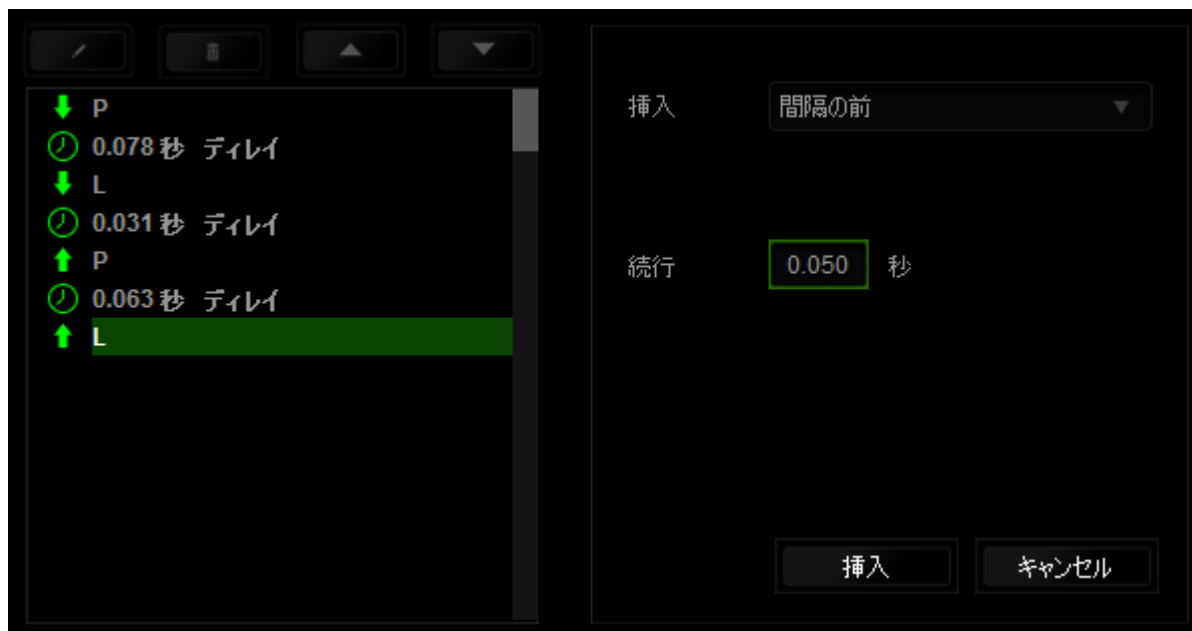 P
0.078 秒 ディレイ
L
0.031 秒 ディレイ
P
0.063 秒 ディレイ
L
挿入 間隔の前
続行 0.050 秒
挿入 キャンセル